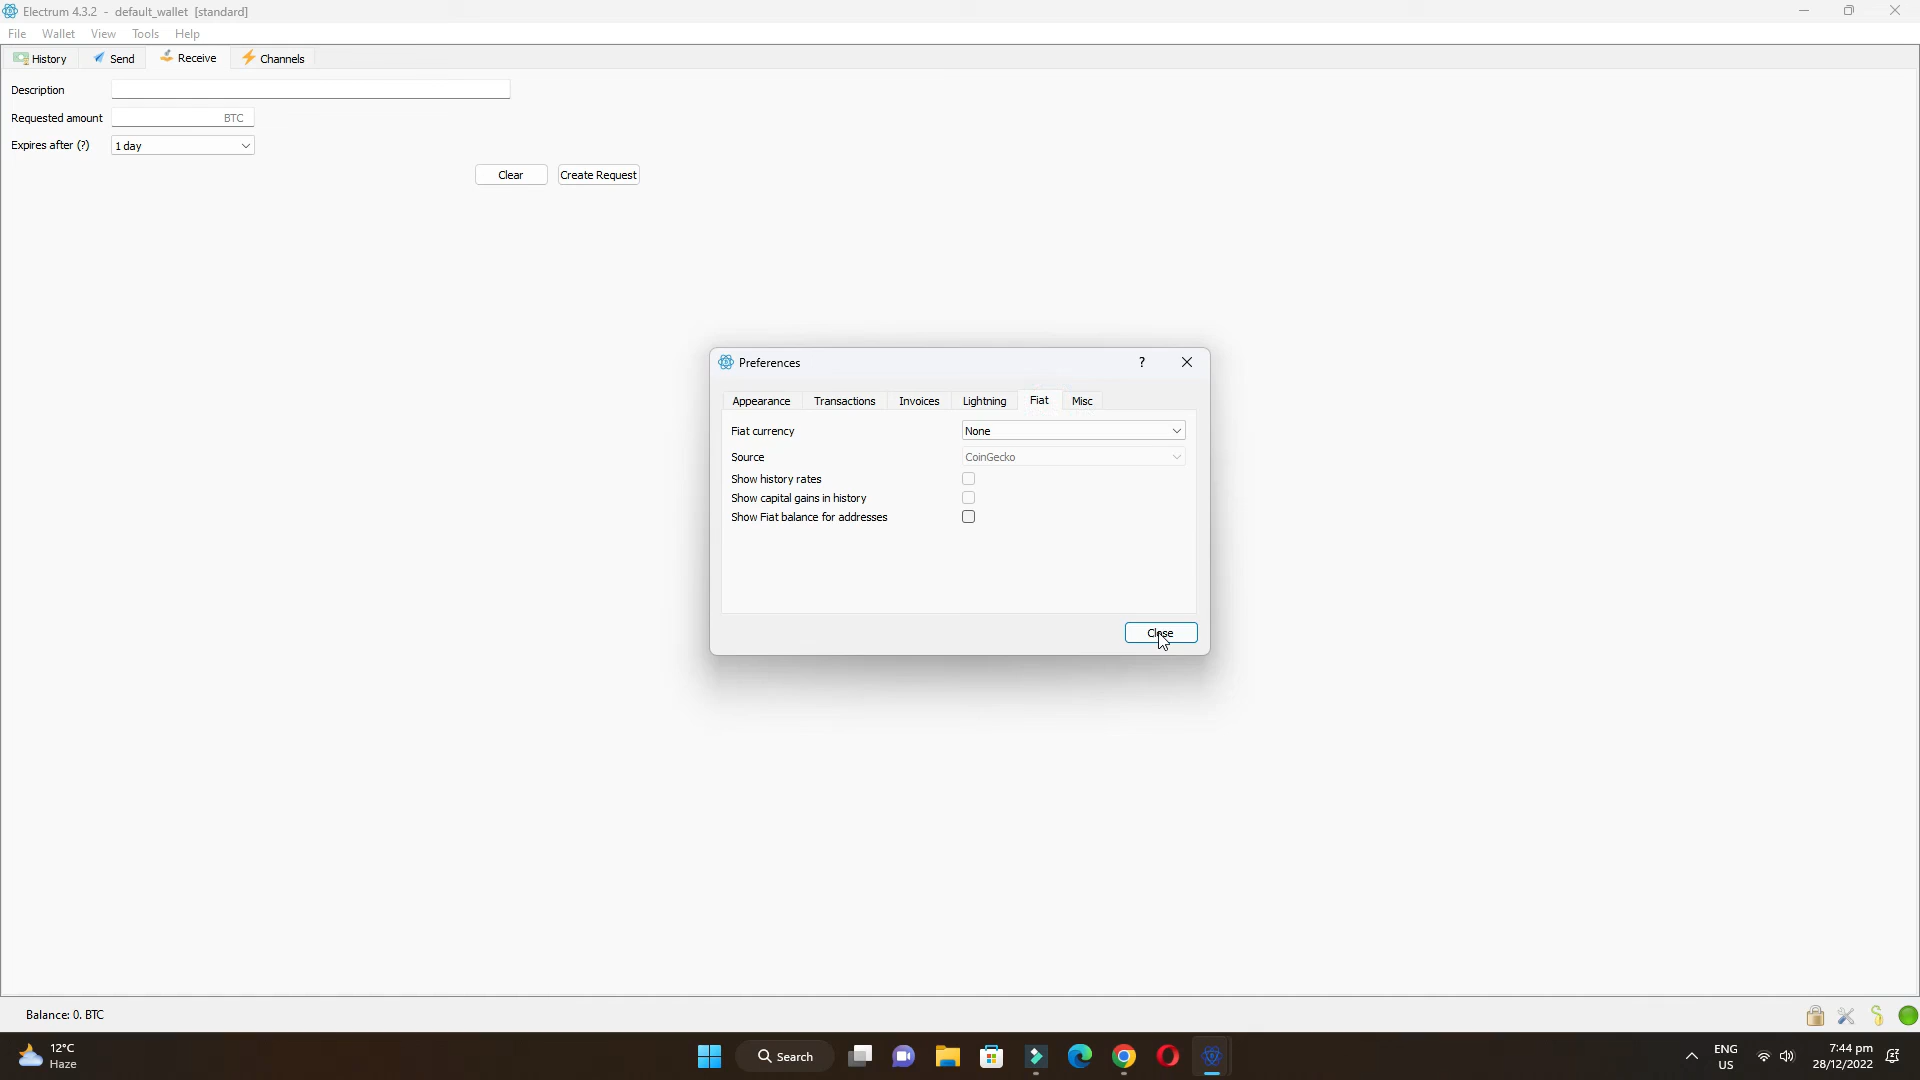 Electrum 4.3.2 - default_wallet [standard]
File Wallet View Tools Help
History Send Receive Channels
Description
Requested amount BTC
Expires after (?) 1 day
Clear Create Request
Preferences ?
Appearance Transactions Invoices Lightning Fiat Misc
Fiat currency None
Source CoinGecko
Show history rates
Show capital gains in history
Show Fiat balance for addresses
Close
Balance: 0. BTC
12°C
Haze
Search
ENG
US
7:44 pm
28/12/2022